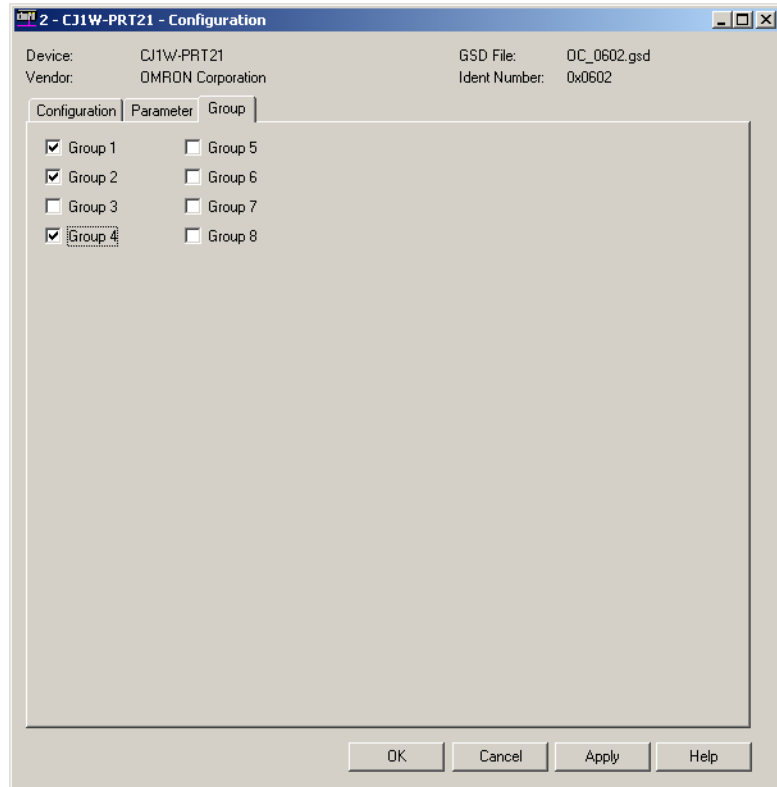 2 - CJ1W-PRT21 - Configuration
Device: CJ1W-PRT21 GSD File: OC_0602.gsd
Vendor: OMRON Corporation Ident Number: 0x0602
Configuration Parameter Group
Group 1 Group 5
Group 2 Group 6
Group 3 Group 7
Group 4 Group 8
OK Cancel Apply Help